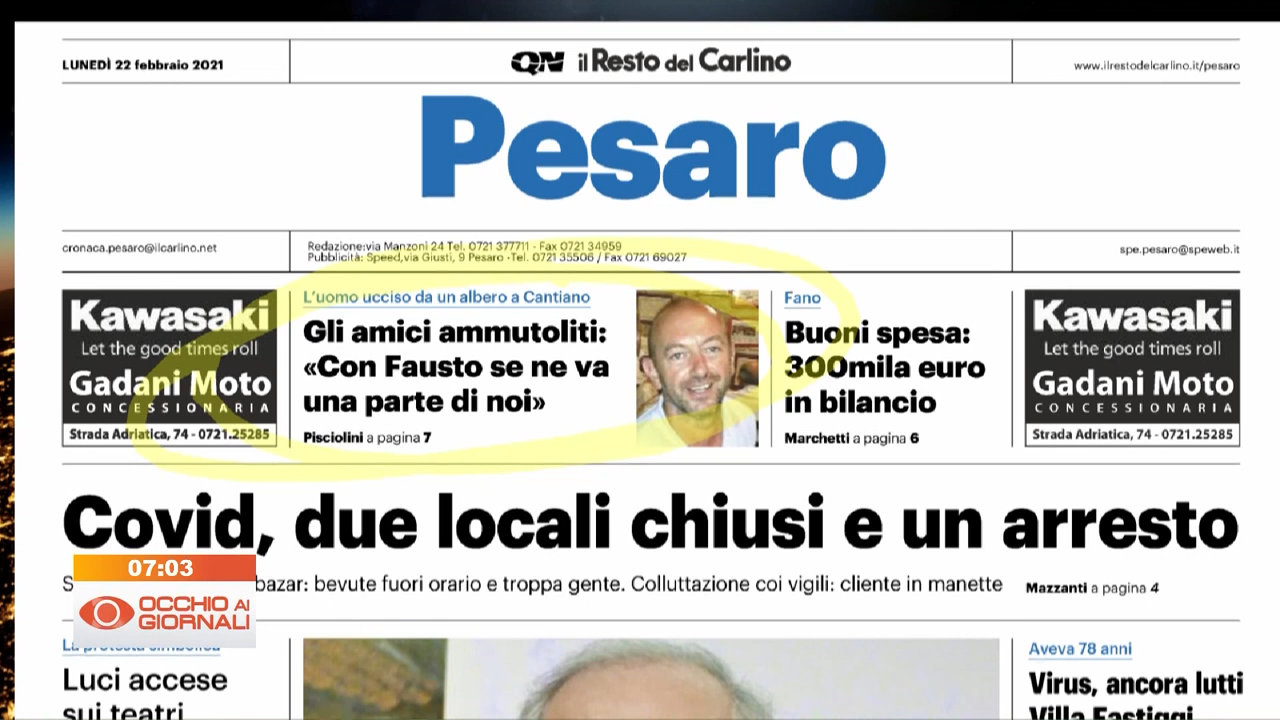 LUNEDÌ 22 febbraio 2021
QN il Resto del Carlino
www.ilrestodelcarlino.it/pesaro
Pesaro
cronaca.pesaro@ilcarlino.net
Redazione:via Manzoni 24 Tel. 0721 377711 - Fax 0721 34959
Pubblicità: Speed,via Giusti, 9 Pesaro -Tel. 0721 35506 / Fax 0721 69027
spe.pesaro@speweb.it
Kawasaki
Let the good times roll
Gadani Moto
CONCESSIONARIA
Strada Adriatica, 74 - 0721.25285
L'uomo ucciso da un albero a Cantiano
Gli amici ammutoliti:
«Con Fausto se ne va
una parte di noi»
Pisciolini a pagina 7
Fano
Buoni spesa:
300mila euro
in bilancio
Marchetti a pagina 6
Kawasaki
Let the good times roll
Gadani Moto
CONCESSIONARIA
Strada Adriatica, 74 - 0721.25285
Covid, due locali chiusi e un arresto
bazar: bevute fuori orario e troppa gente. Colluttazione coi vigili: cliente in manette
Mazzanti a pagina 4
07:03
OCCHIO AI
GIORNALI
La protesta simbolica
Luci accese
sui teatri
Aveva 78 anni
Virus, ancora lutti
Villa Fastiggi